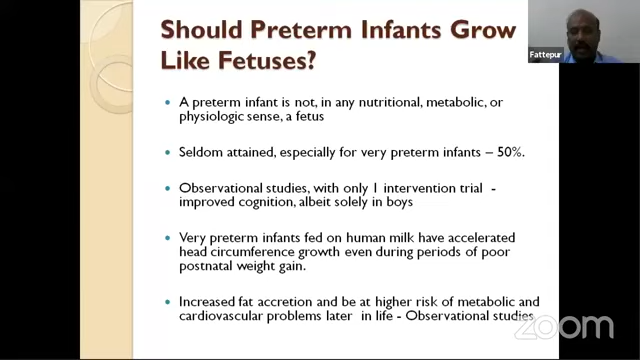 Should Preterm Infants Grow
Like Fetuses?
Fattepur
• A preterm infant is not, in any nutritional, metabolic, or
physiologic sense, a fetus
• Seldom attained, especially for very preterm infants – 50%.
• Observational studies, with only 1 intervention trial -
improved cognition, albeit solely in boys
• Very preterm infants fed on human milk have accelerated
head circumference growth even during periods of poor
postnatal weight gain.
• Increased fat accretion and be at higher risk of metabolic and
cardiovascular problems later in life - Observational studies
zoom